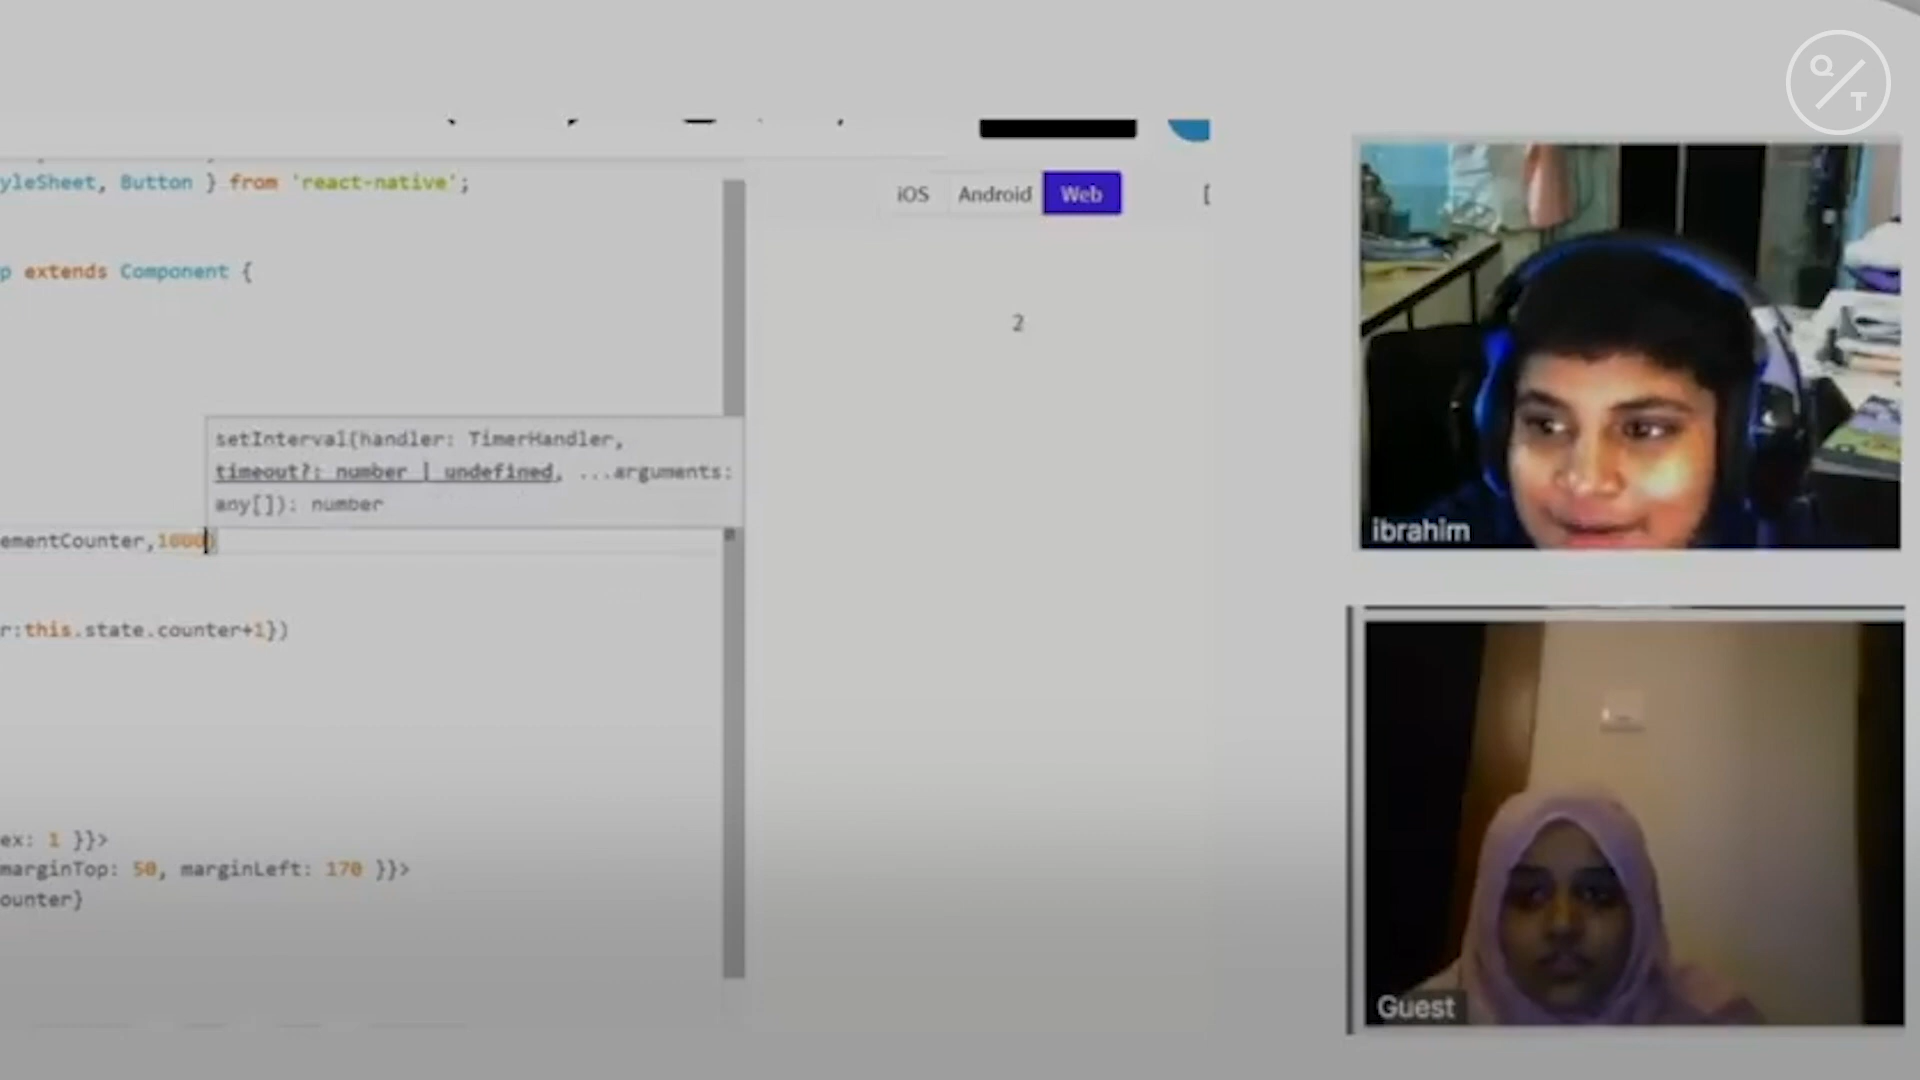 yleSheet, Button } from 'react-native';
p extends Component {
setInterval(handler: TimerHandler,
timeout?: number | undefined, ...arguments:
any[]): number
ementCounter,1000)
r:this.state.counter+1})
ex: 1 }}>
marginTop: 50, marginLeft: 170 }}>
ounter}
iOS
Android
Web
2
Q/T
ibrahim
Guest